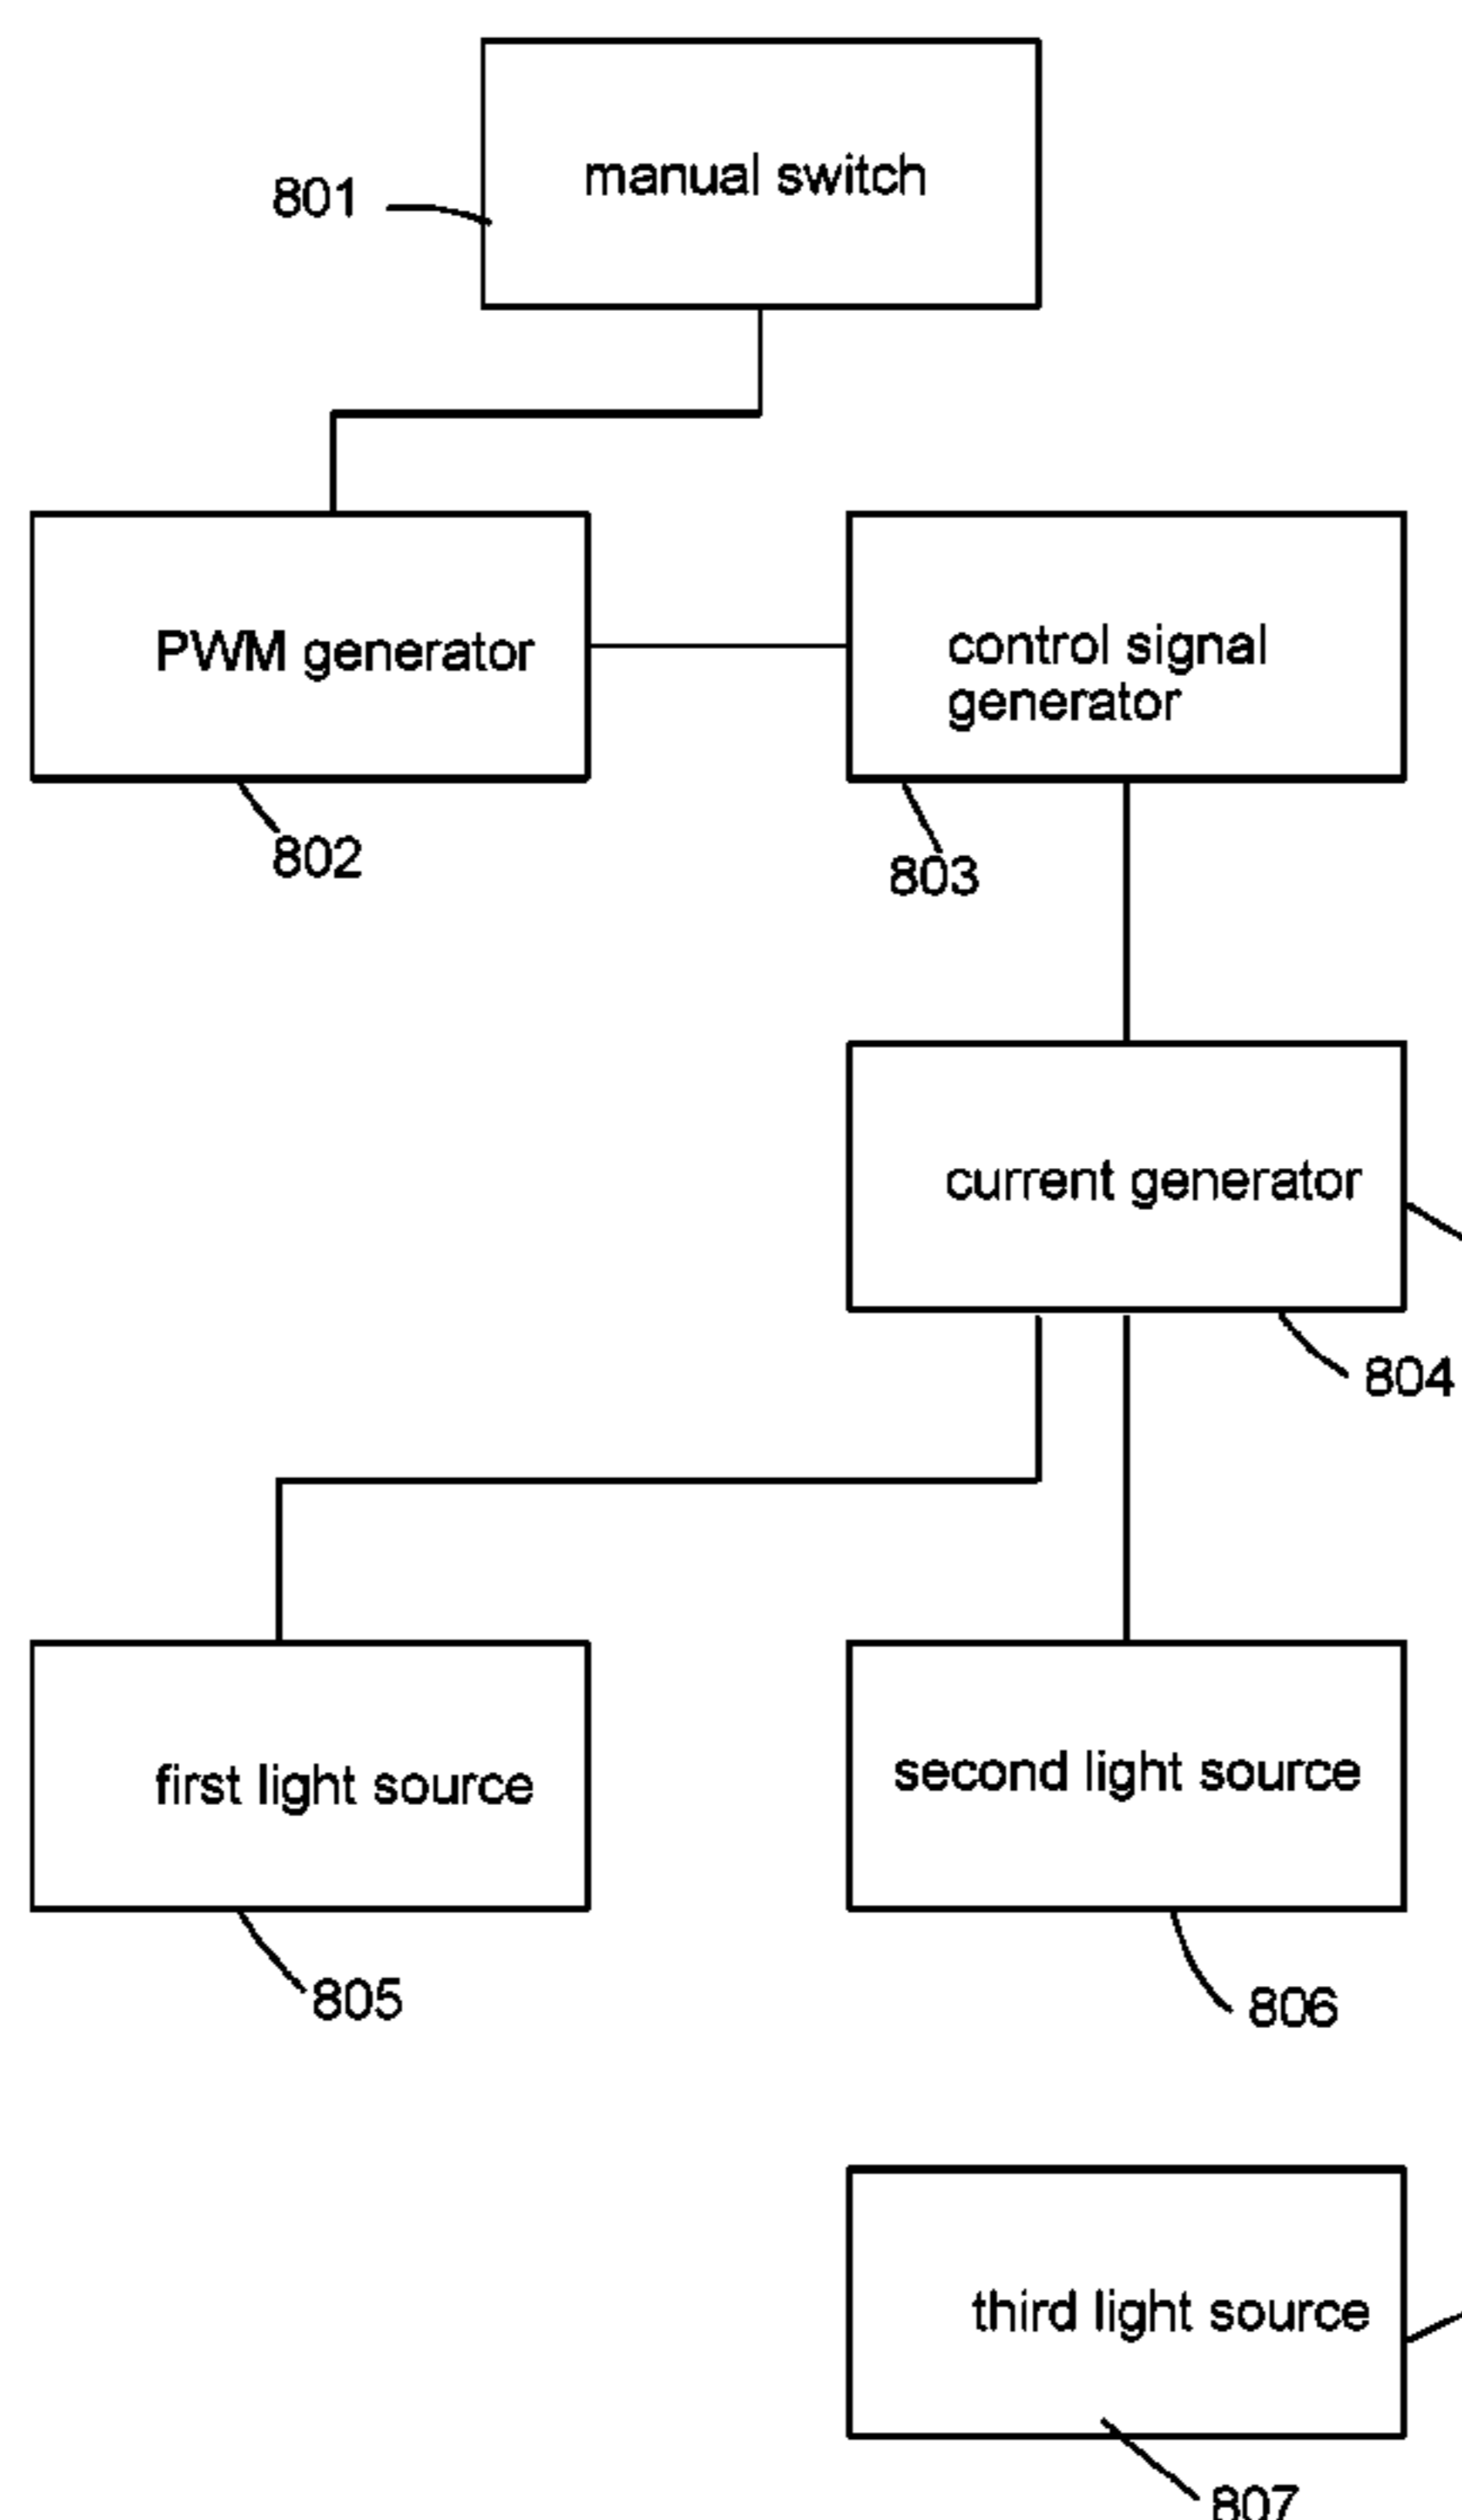 manual switch
801
PWM generator
control signal
generator
802
803
current generator
804
first light source
second light source
805
806
third light source
807